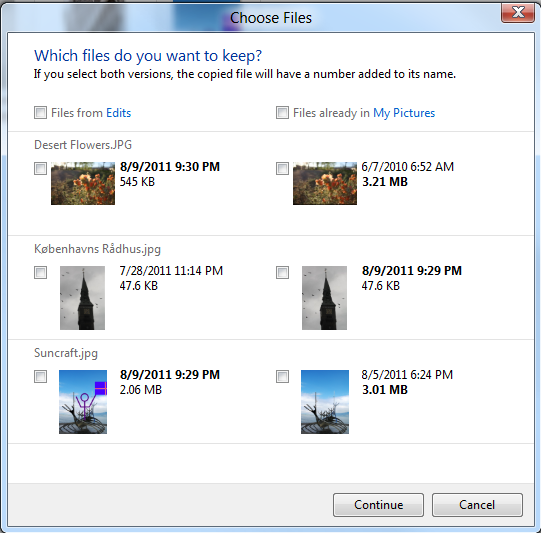 Choose Files
Which files do you want to keep?
If you select both versions, the copied file will have a number added to its name.
Files from Edits
Files already in My Pictures
Desert Flowers.JPG
8/9/2011 9:30 PM
545 KB
6/7/2010 6:52 AM
3.21 MB
Københavns Rådhus.jpg
7/28/2011 11:14 PM
47.6 KB
8/9/2011 9:29 PM
47.6 KB
Suncraft.jpg
8/9/2011 9:29 PM
2.06 MB
8/5/2011 6:24 PM
3.01 MB
Continue
Cancel